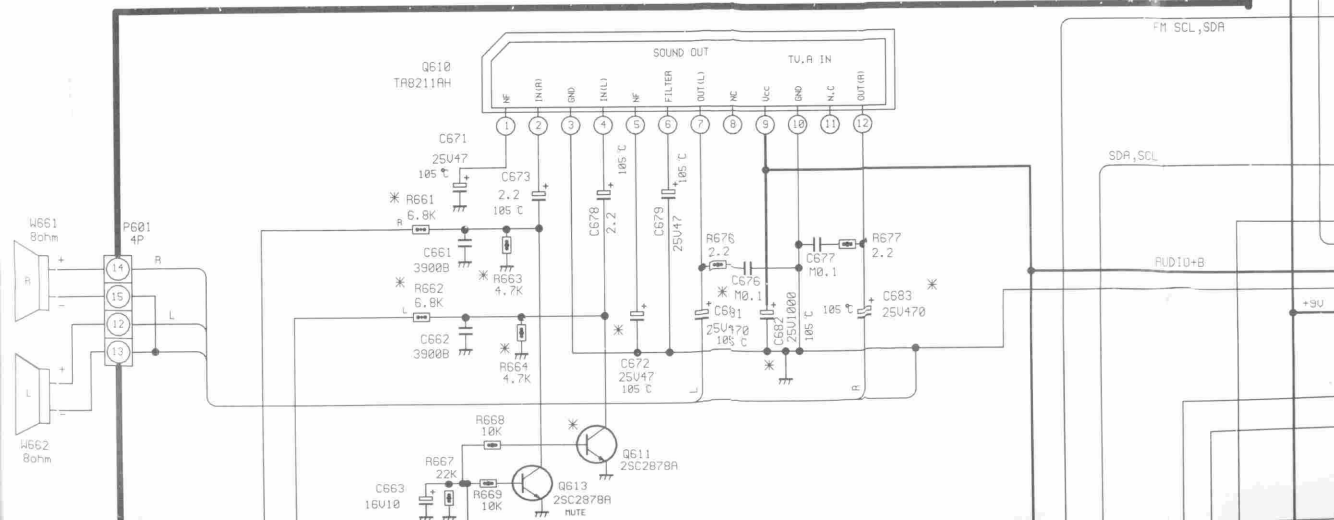 FM SCL,SDA
SOUND OUT
TV,A IN
Q610
TA8211AH
NF
IN(R)
GND
IN(L)
NF
FILTER
OUT(L)
NC
Vcc
GND
N.C
OUT(R)
1
2
3
4
5
6
7
8
9
10
11
12
C671
25V47
105℃
C673
2.2
105℃
105℃
C678
2.2
105℃
C679
25V47
SDA,SCL
* R661
6.8K
R
C661
3900B
*
R663
4.7K
* R662
6.8K
L
C662
3900B
*
R664
4.7K
W661
8ohm
R
P601
4P
14
15
12
13
R
L
W662
8ohm
L
R676
2.2
C676
M0.1
C677
M0.1
R677
2.2
*
C681
25V470
105℃
C682
25V1000
105℃
*
105℃
C683
25V470
*
AUDIO+B
+9V
*
C672
25V47
105℃
L
R
R668
10K
*
Q611
2SC2878A
R667
22K
C663
16V10
R669
10K
Q613
2SC2878A
MUTE